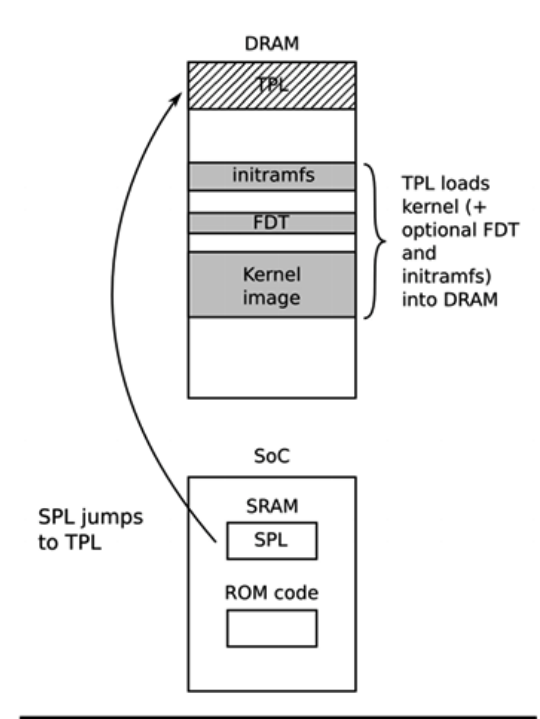 DRAM
TPL
initramfs
FDT
Kernel
image
TPL loads
kernel (+
optional FDT
and
initramfs)
into DRAM
SoC
SPL jumps
to TPL
SRAM
SPL
ROM code